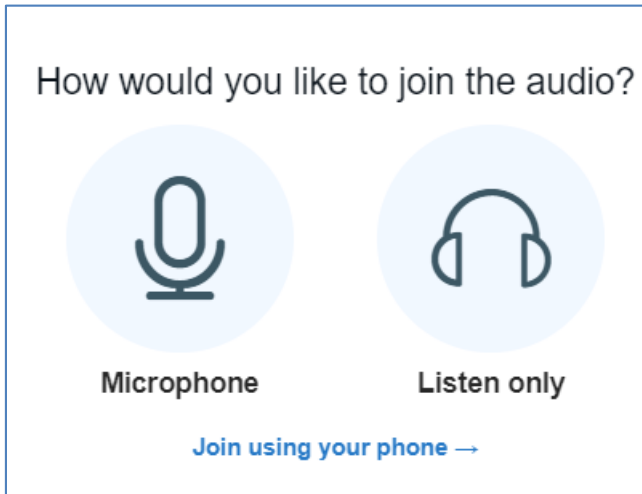 How would you like to join the audio?
Microphone
Listen only
Join using your phone →